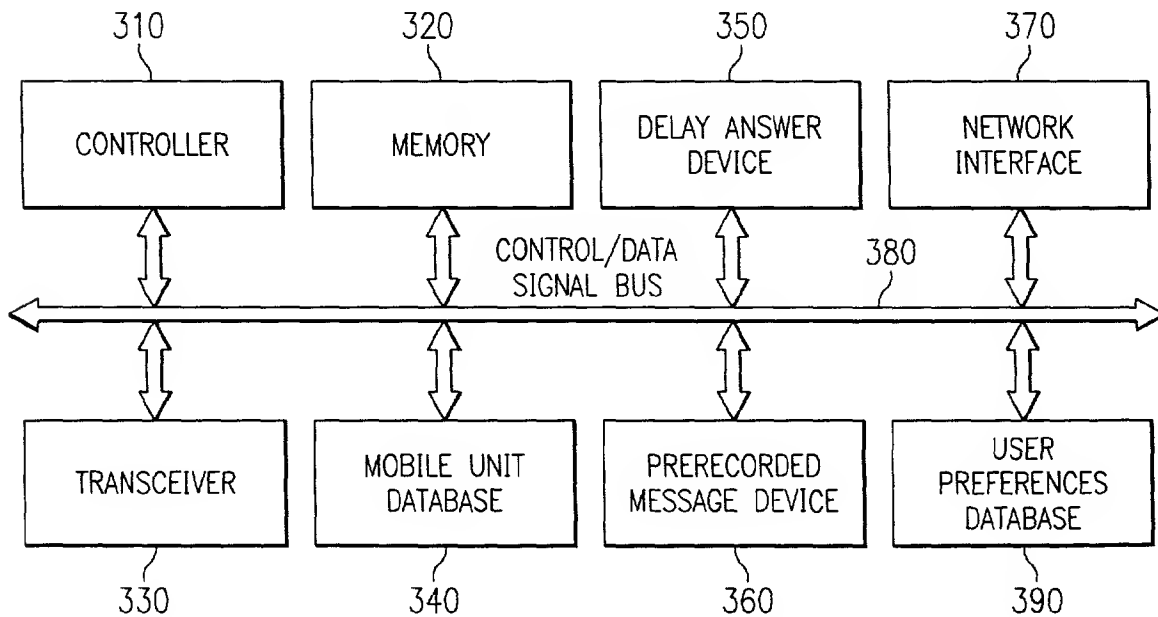 310
320
350
370
CONTROLLER
MEMORY
DELAY ANSWER
DEVICE
NETWORK
INTERFACE
CONTROL/DATA
SIGNAL BUS
380
TRANSCEIVER
MOBILE UNIT
DATABASE
PRERECORDED
MESSAGE DEVICE
USER
PREFERENCES
DATABASE
330
340
360
390